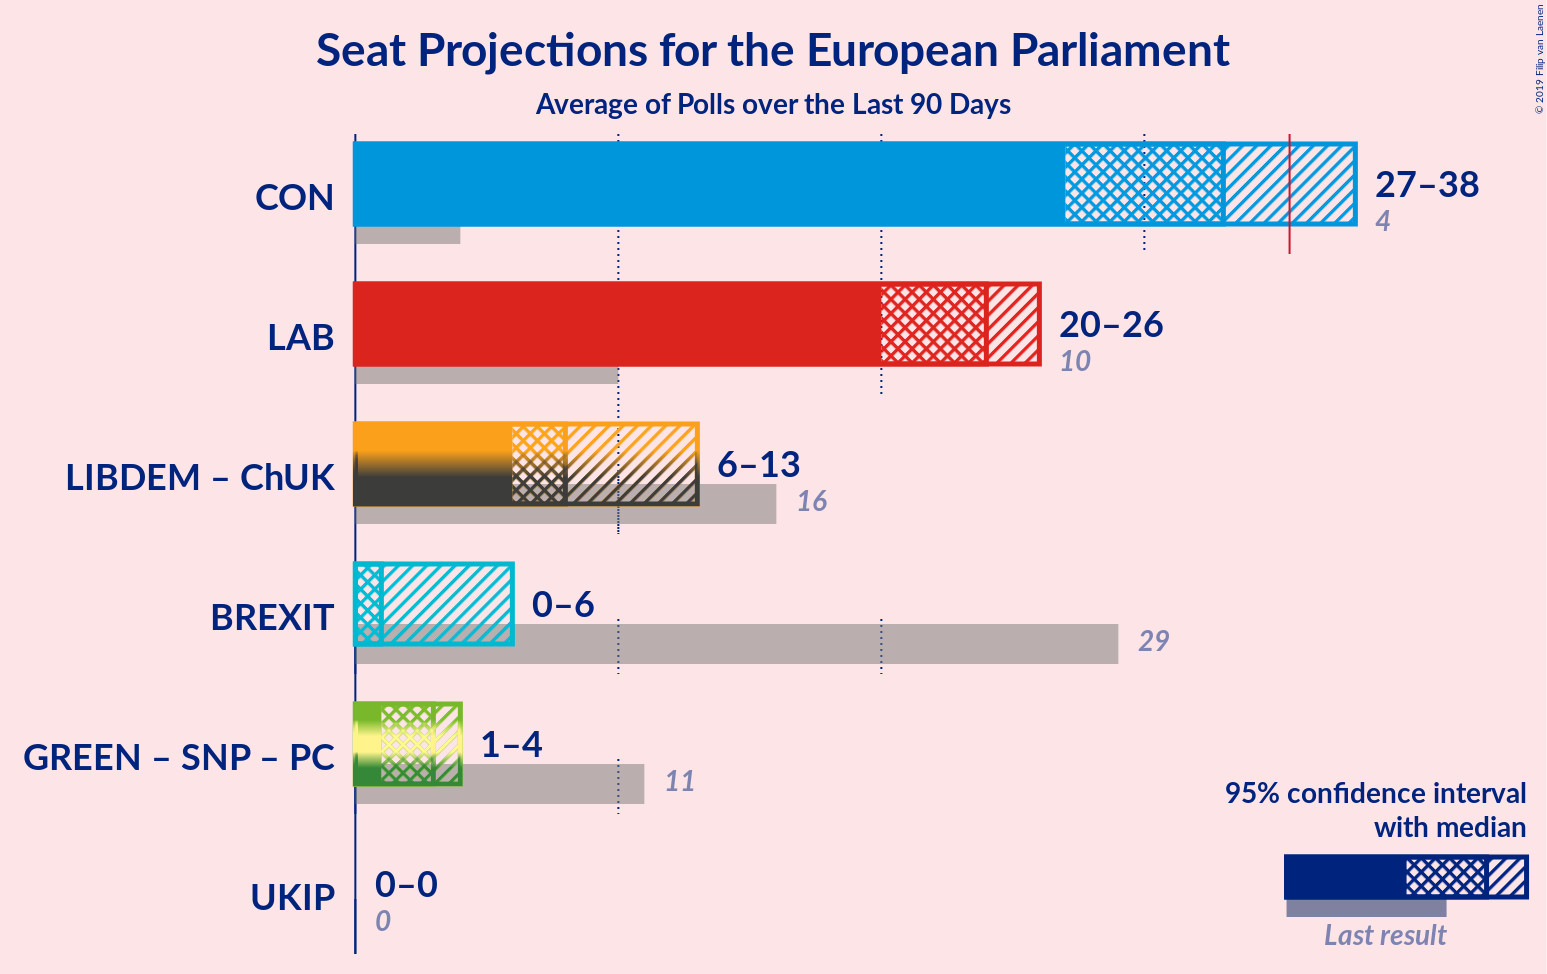 Seat Projections for the European Parliament
Average of Polls over the Last 90 Days
© 2019 Filip van Laenen
CON
27–38
4
LAB
20–26
10
LIBDEM – ChUK
6–13
16
BREXIT
0–6
29
GREEN – SNP – PC
1–4
11
UKIP
0–0
0
95% confidence interval
with median
Last result